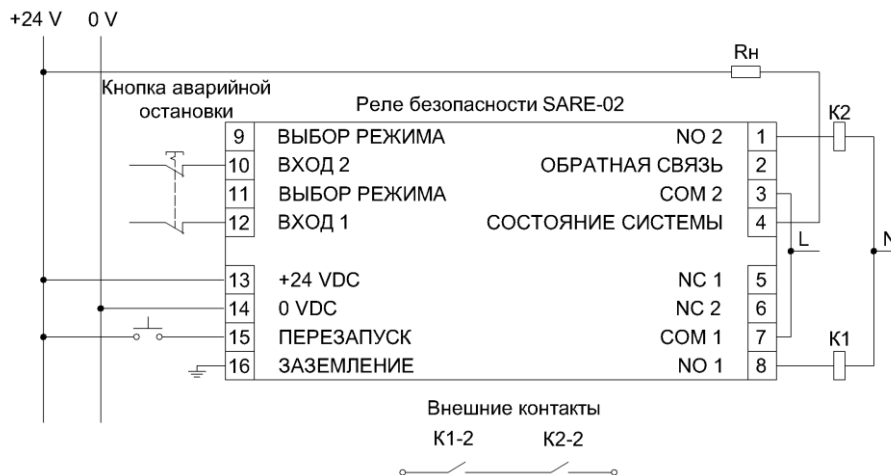 +24 V 0 V
Rн
Кнопка аварийной
остановки
Реле безопасности SARE-02
K2
9 ВЫБОР РЕЖИМА NO 2 1
10 ВХОД 2 ОБРАТНАЯ СВЯЗЬ 2
11 ВЫБОР РЕЖИМА COM 2 3
12 ВХОД 1 СОСТОЯНИЕ СИСТЕМЫ 4
L N
13 +24 VDC NC 1 5
14 0 VDC NC 2 6
15 ПЕРЕЗАПУСК COM 1 7
K1
16 ЗАЗЕМЛЕНИЕ NO 1 8
Внешние контакты
K1-2 K2-2